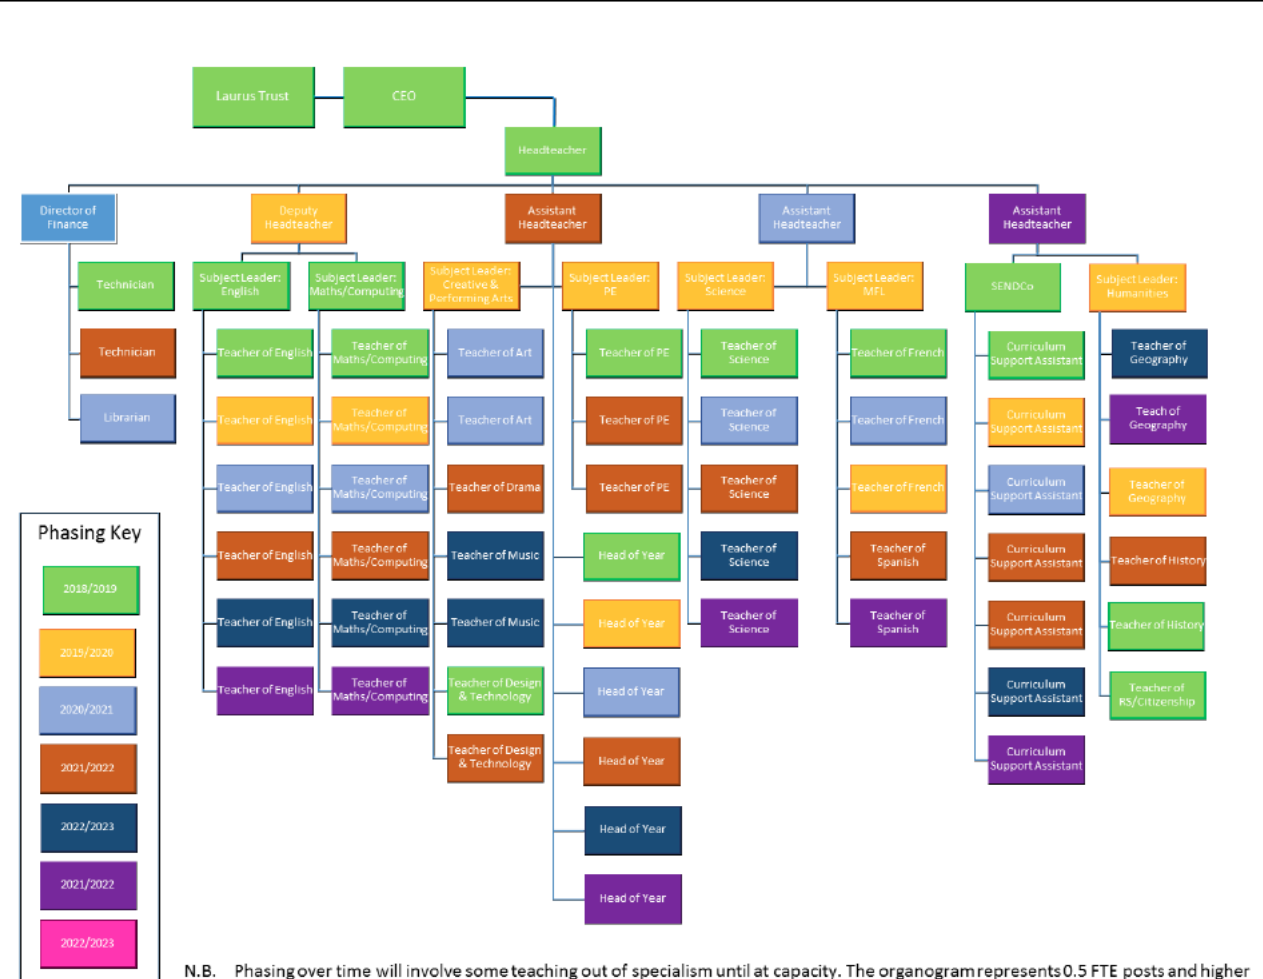 Laurus Trust
CEO
Headteacher
Director of
Finance
Deputy
Headteacher
Assistant
Headteacher
Assistant
Headteacher
Assistant
Headteacher
Technician
Technician
Librarian
Subject Leader:
English
Teacher of English
Teacher of English
Teacher of English
Teacher of English
Teacher of English
Teacher of English
Subject Leader:
Maths/Computing
Teacher of
Maths/Computing
Teacher of
Maths/Computing
Teacher of
Maths/Computing
Teacher of
Maths/Computing
Teacher of
Maths/Computing
Teacher of
Maths/Computing
Subject Leader:
Creative &
Performing Arts
Teacher of Art
Teacher of Art
Teacher of Drama
Teacher of Music
Teacher of Music
Teacher of Design
& Technology
Teacher of Design
& Technology
Subject Leader:
PE
Teacher of PE
Teacher of PE
Teacher of PE
Head of Year
Head of Year
Head of Year
Head of Year
Head of Year
Head of Year
Subject Leader:
Science
Teacher of
Science
Teacher of
Science
Teacher of
Science
Teacher of
Science
Teacher of
Science
Subject Leader:
MFL
Teacher of French
Teacher of French
Teacher of French
Teacher of
Spanish
Teacher of
Spanish
SENDCo
Curriculum
Support Assistant
Curriculum
Support Assistant
Curriculum
Support Assistant
Curriculum
Support Assistant
Curriculum
Support Assistant
Curriculum
Support Assistant
Curriculum
Support Assistant
Subject Leader:
Humanities
Teacher of
Geography
Teach of
Geography
Teacher of
Geography
Teacher of History
Teacher of History
Teacher of
RS/Citizenship
Phasing Key
2018/2019
2019/2020
2020/2021
2021/2022
2022/2023
2021/2022
2022/2023
N.B. Phasing over time will involve some teaching out of specialism until at capacity. The organogram represents 0.5 FTE posts and higher